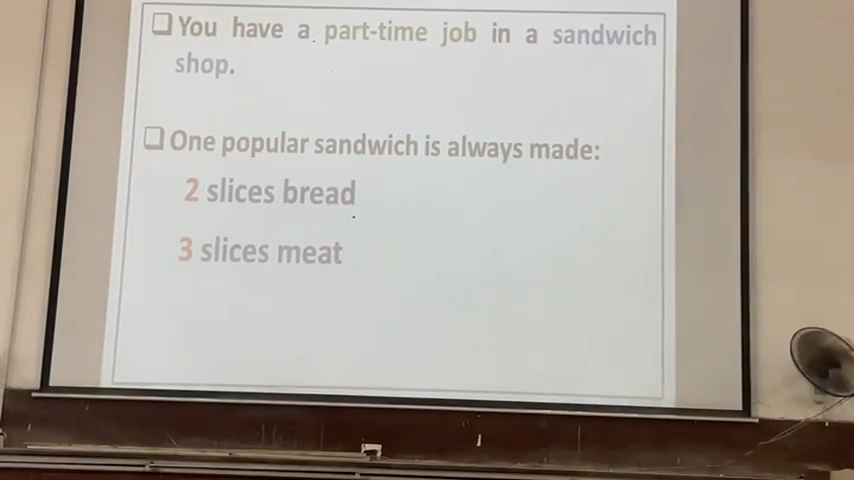 You have a part-time job in a sandwich
shop.
One popular sandwich is always made:
2 slices bread
3 slices meat